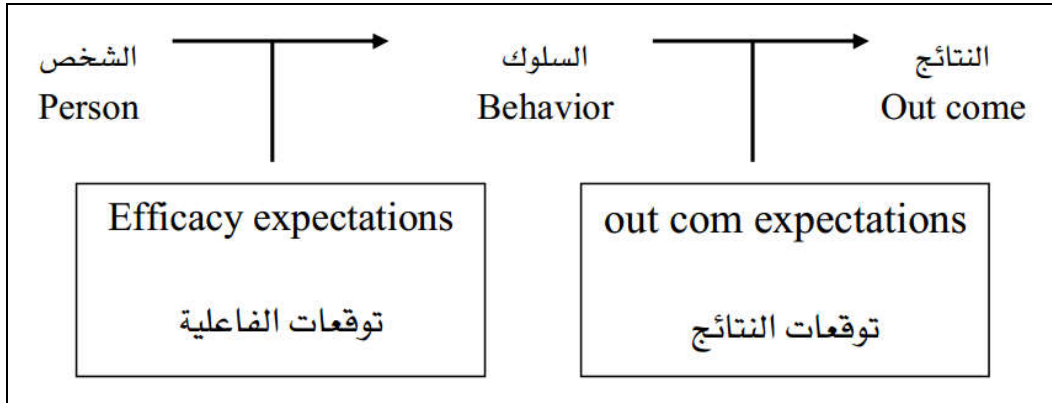 الشخص
Person
السلوك
Behavior
النتائج
Out come
Efficacy expectations
توقعات الفاعلية
out com expectations
توقعات النتائج